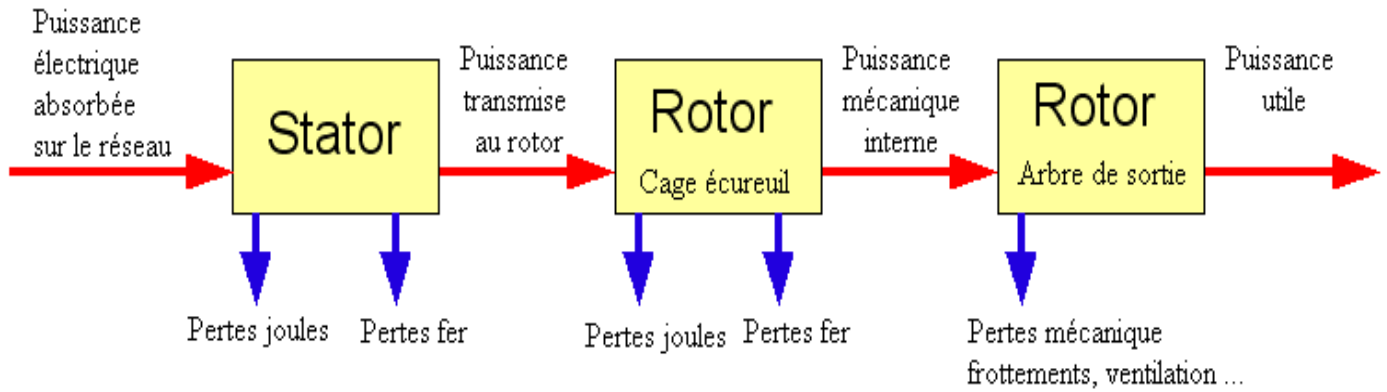 Puissance
électrique
absorbée
sur le réseau
Stator
Puissance
transmise
au rotor
Rotor
Cage écureuil
Puissance
mécanique
interne
Rotor
Arbre de sortie
Puissance
utile
Pertes joules
Pertes fer
Pertes joules
Pertes fer
Pertes mécanique
frottements, ventilation ...